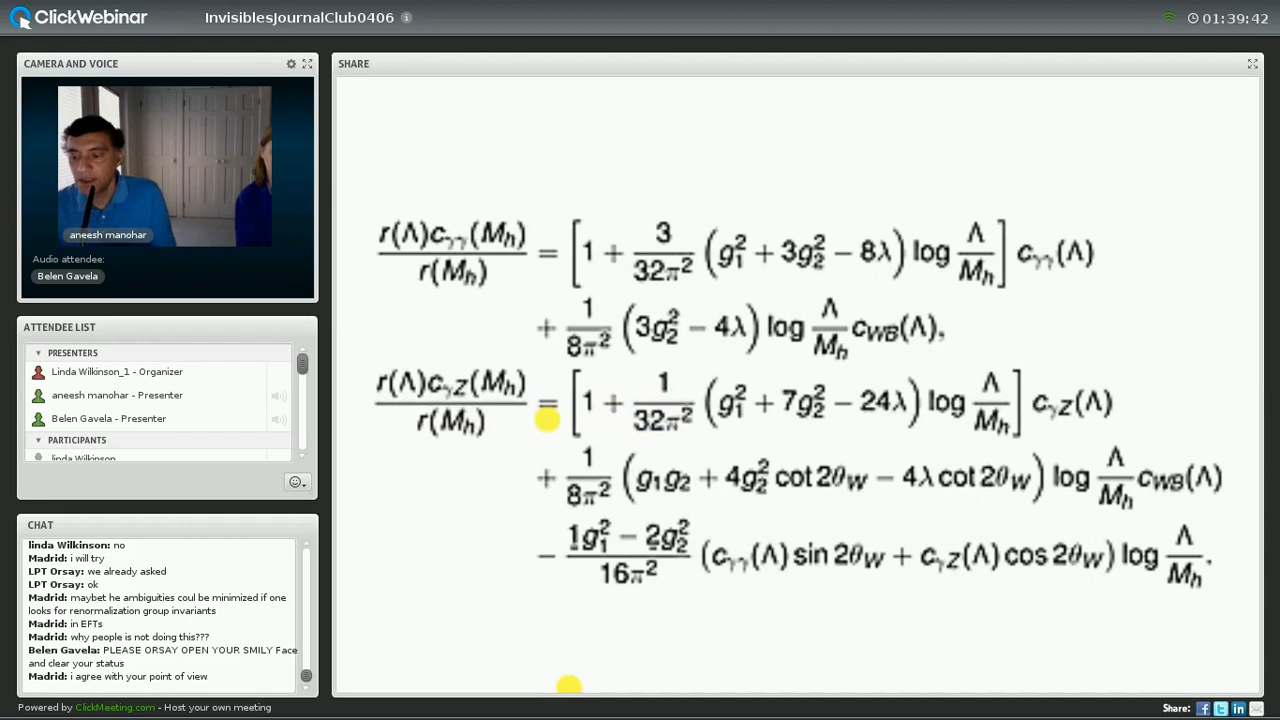 ClickWebinar
InvisiblesJournalClub0406
01:39:42
CAMERA AND VOICE
aneesh manohar
Audio attendee:
Belen Gavela
ATTENDEE LIST
PRESENTERS
Linda Wilkinson_1 - Organizer
aneesh manohar - Presenter
Belen Gavela - Presenter
PARTICIPANTS
linda Wilkinson
CHAT
linda Wilkinson: no
Madrid: i will try
LPT Orsay: we already asked
LPT Orsay: ok
Madrid: maybet he ambiguities coul be minimized if one
looks for renormalization group invariants
Madrid: in EFTs
Madrid: why people is not doing this???
Belen Gavela: PLEASE ORSAY OPEN YOUR SMILY Face
and clear your status
Madrid: i agree with your point of view
SHARE
r(Λ)c_γγ(M_h) / r(M_h) = [1 + 3/32π² (g₁² + 3g₂² − 8λ) log Λ/M_h] c_γγ(Λ)
+ 1/8π² (3g₂² − 4λ) log Λ/M_h c_WB(Λ),
r(Λ)c_γZ(M_h) / r(M_h) = [1 + 1/32π² (g₁² + 7g₂² − 24λ) log Λ/M_h] c_γZ(Λ)
+ 1/8π² (g₁g₂ + 4g₂² cot 2θ_W − 4λ cot 2θ_W) log Λ/M_h c_WB(Λ)
− 1g₁² − 2g₂² / 16π² (c_γγ(Λ) sin 2θ_W + c_γZ(Λ) cos 2θ_W) log Λ/M_h.
Powered by ClickMeeting.com - Host your own meeting
Share: